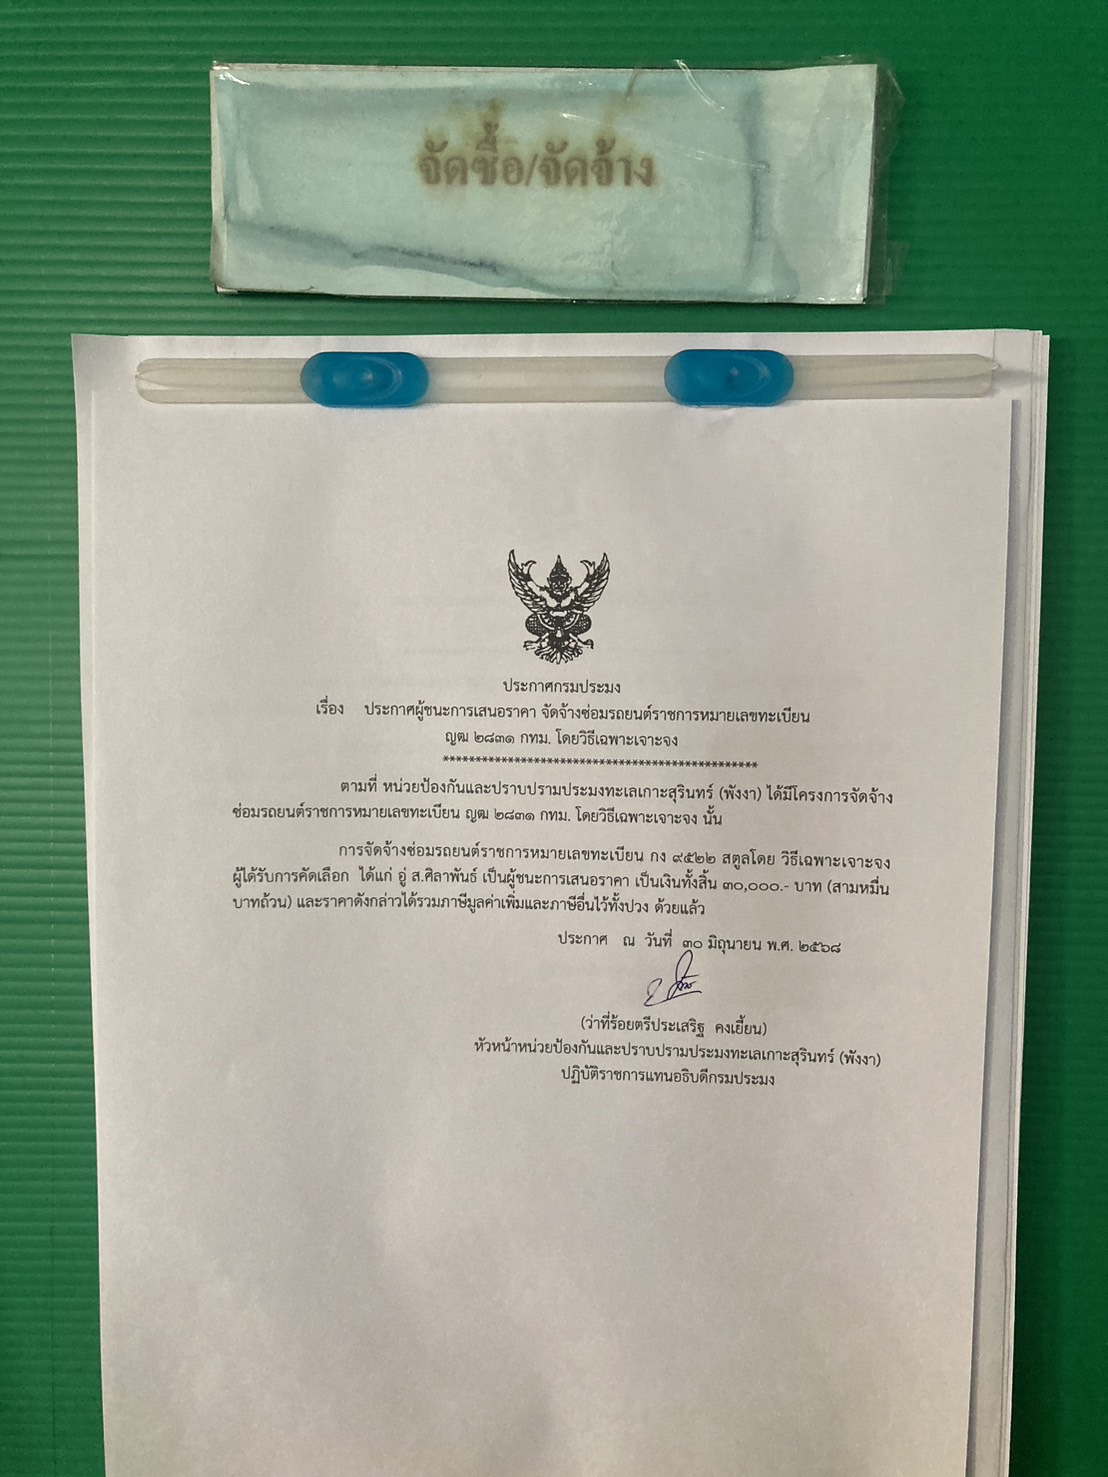 จัดซื้อ/จัดจ้าง
ประกาศกรมประมง
เรื่อง ประกาศผู้ชนะการเสนอราคา จัดจ้างซ่อมรถยนต์ราชการหมายเลขทะเบียน
ญฒ ๒๘๓๑ กทม. โดยวิธีเฉพาะเจาะจง
************************************************
ตามที่ หน่วยป้องกันและปราบปรามประมงทะเลเกาะสุรินทร์ (พังงา) ได้มีโครงการจัดจ้าง
ซ่อมรถยนต์ราชการหมายเลขทะเบียน ญฒ ๒๘๓๑ กทม. โดยวิธีเฉพาะเจาะจง นั้น
การจัดจ้างซ่อมรถยนต์ราชการหมายเลขทะเบียน กง ๙๕๒๒ สตูลโดย วิธีเฉพาะเจาะจง
ผู้ได้รับการคัดเลือก ได้แก่ อู่ ส.ศิลาพันธ์ เป็นผู้ชนะการเสนอราคา เป็นเงินทั้งสิ้น ๓๐,๐๐๐.- บาท (สามหมื่น
บาทถ้วน) และราคาดังกล่าวได้รวมภาษีมูลค่าเพิ่มและภาษีอื่นไว้ทั้งปวง ด้วยแล้ว
ประกาศ ณ วันที่ ๓๐ มิถุนายน พ.ศ. ๒๕๖๘
(ว่าที่ร้อยตรีประเสริฐ คงเยี้ยน)
หัวหน้าหน่วยป้องกันและปราบปรามประมงทะเลเกาะสุรินทร์ (พังงา)
ปฏิบัติราชการแทนอธิบดีกรมประมง